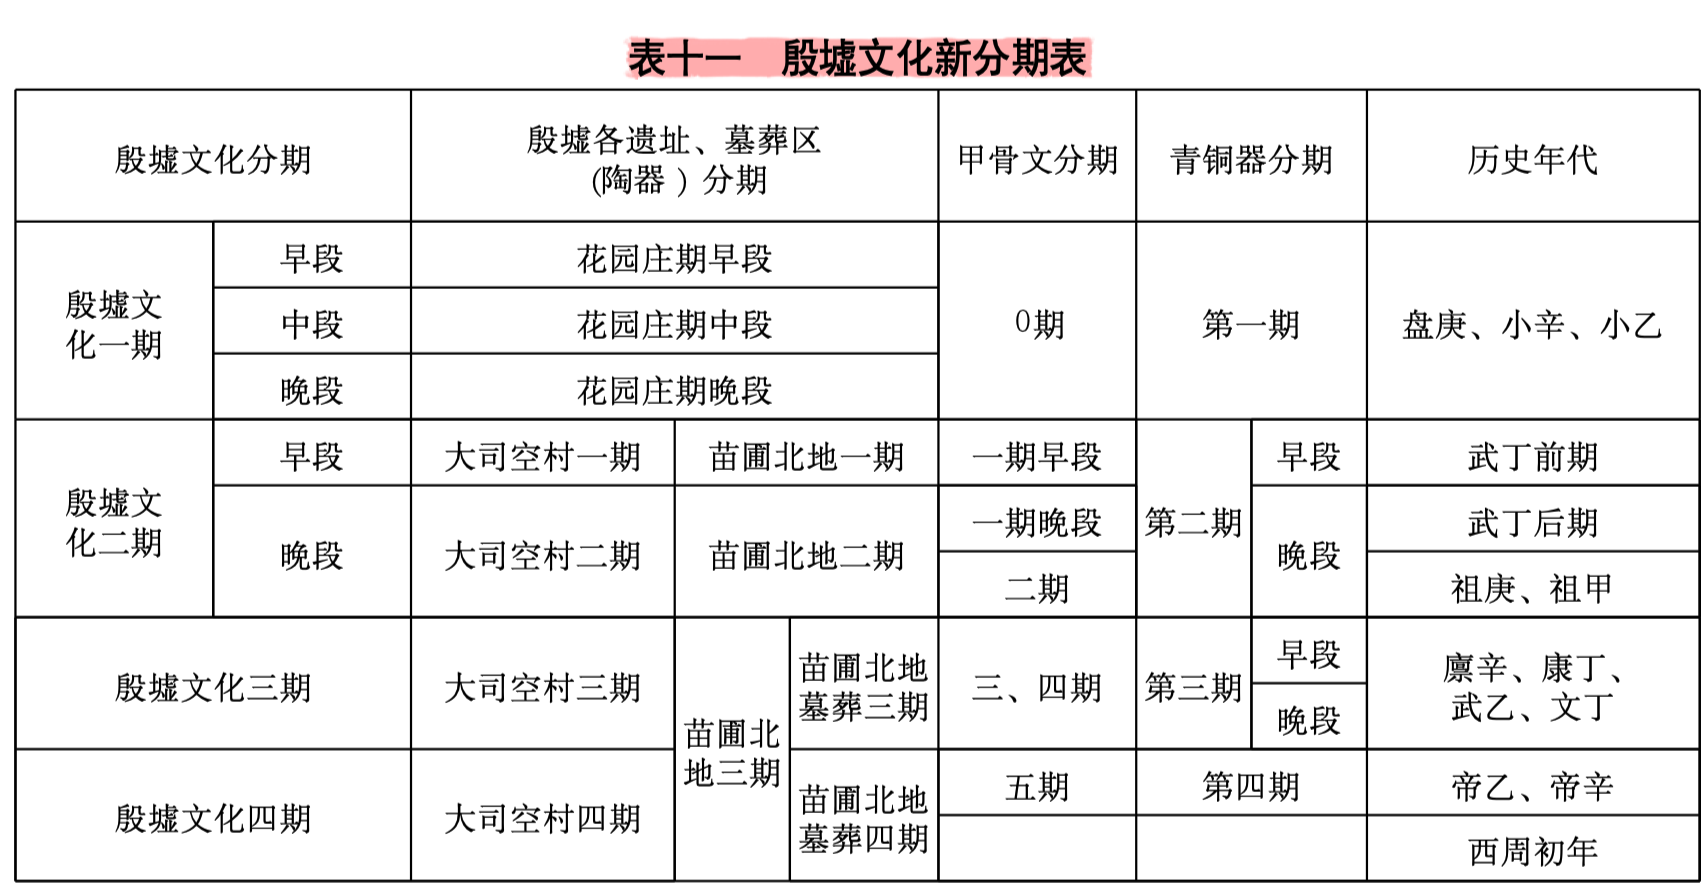 表十一 殷墟文化新分期表
殷墟文化分期
殷墟各遗址、墓葬区
(陶器)分期
甲骨文分期
青铜器分期
历史年代
殷墟文
化一期
早段
花园庄期早段
中段
花园庄期中段
晚段
花园庄期晚段
0期
第一期
盘庚、小辛、小乙
殷墟文
化二期
早段
大司空村一期
苗圃北地一期
一期早段
第二期
早段
武丁前期
晚段
大司空村二期
苗圃北地二期
一期晚段
二期
晚段
武丁后期
祖庚、祖甲
殷墟文化三期
大司空村三期
苗圃北
地三期
苗圃北地
墓葬三期
三、四期
第三期
早段
晚段
廪辛、康丁、
武乙、文丁
殷墟文化四期
大司空村四期
苗圃北地
墓葬四期
五期
第四期
帝乙、帝辛
西周初年